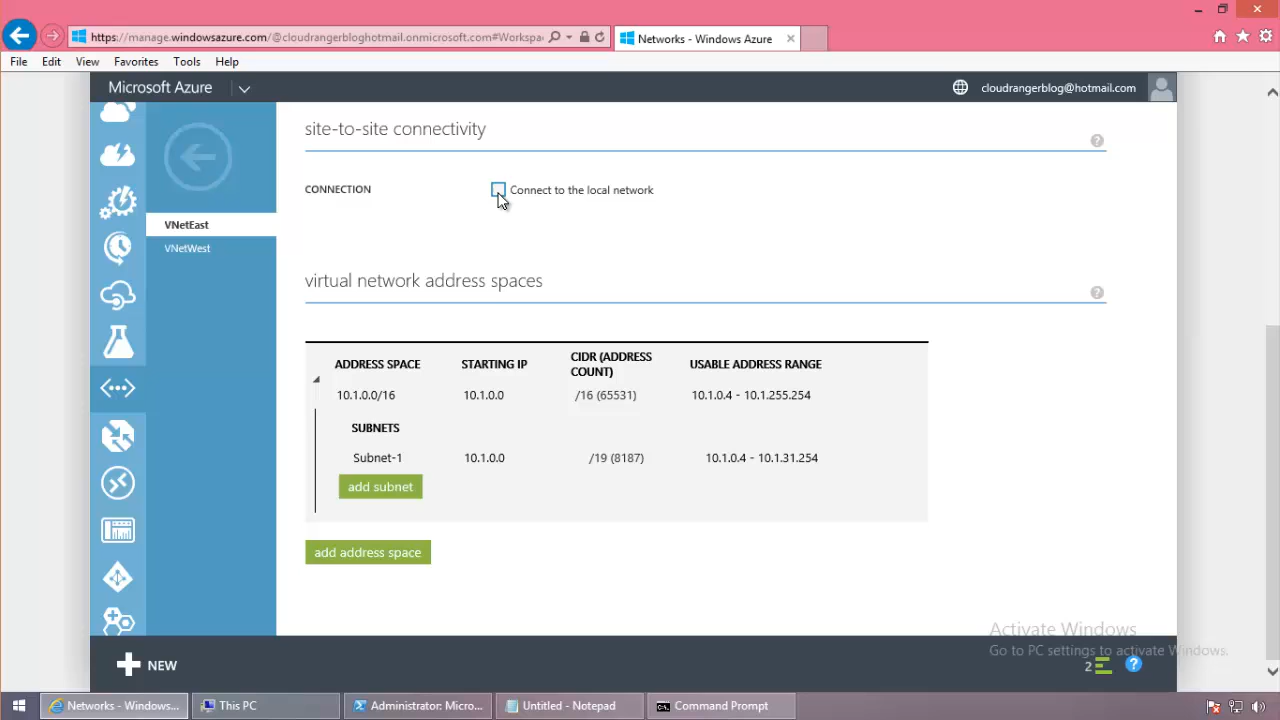 https://manage.windowsazure.com/@cloudrangerbloghotmail.onmicrosoft.com#Workspa
Networks - Windows Azure
File Edit View Favorites Tools Help
Microsoft Azure
cloudrangerblog@hotmail.com
site-to-site connectivity
?
CONNECTION
Connect to the local network
VNetEast
VNetWest
virtual network address spaces
?
ADDRESS SPACE STARTING IP CIDR (ADDRESS COUNT) USABLE ADDRESS RANGE
10.1.0.0/16 10.1.0.0 /16 (65531) 10.1.0.4 - 10.1.255.254
SUBNETS
Subnet-1 10.1.0.0 /19 (8187) 10.1.0.4 - 10.1.31.254
add subnet
add address space
Activate Windows
Go to PC settings to activate Windows.
NEW
2
?
Networks - Windows... This PC Administrator: Micro... Untitled - Notepad Command Prompt